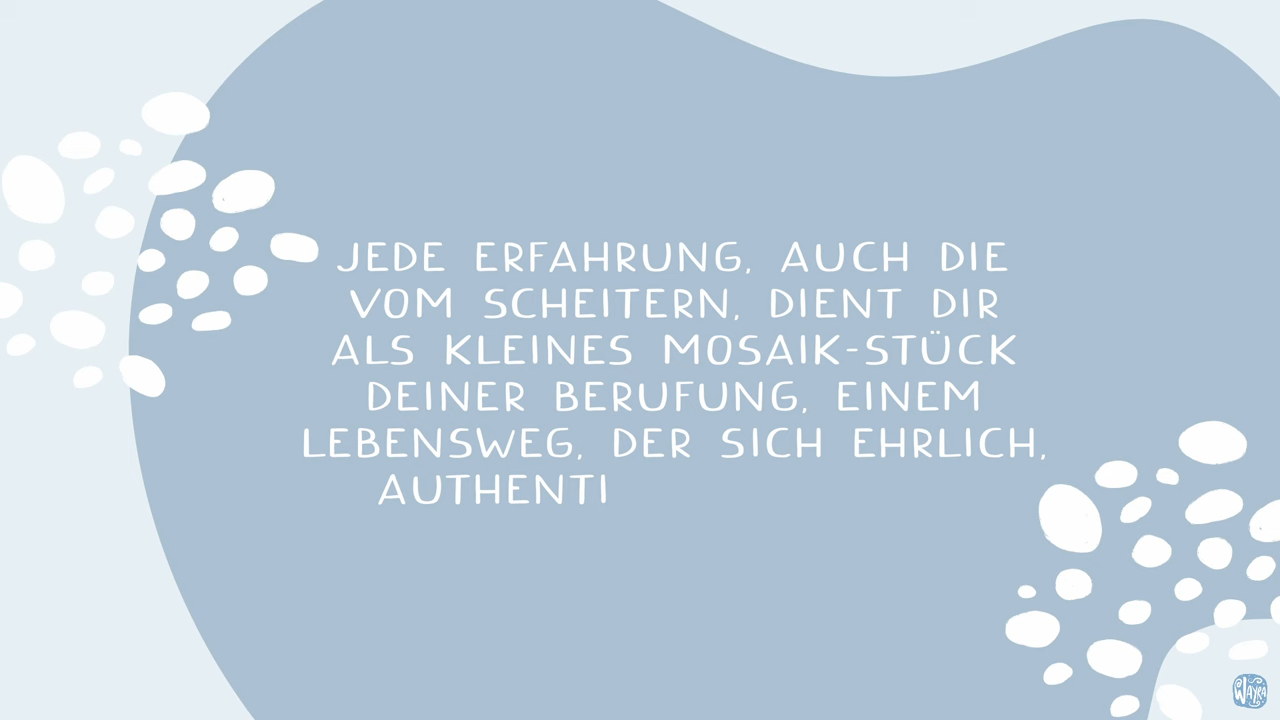 JEDE ERFAHRUNG, AUCH DIE
VOM SCHEITERN, DIENT DIR
ALS KLEINES MOSAIK-STÜCK
DEINER BERUFUNG, EINEM
LEBENSWEG, DER SICH EHRLICH,
AUTHENTI
WAYRA